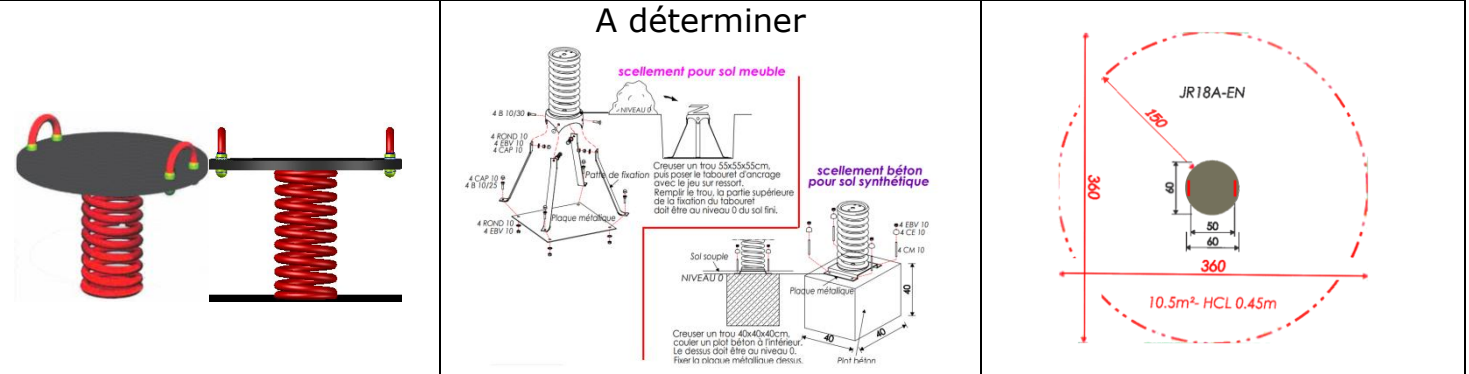 A déterminer
scellement pour sol meuble
NIVEAU 0
4 B 10/30
4 ROND 10
4 EBV 10
4 CAP 10
4 CAP 10
4 B 10/25
Patte de fixation
Plaque métallique
4 ROND 10
4 EBV 10
Creuser un trou 55x55x55cm,
puis poser le tabouret d'ancrage
avec le jeu sur ressort.
Remplir le trou, la partie supérieure
de la fixation du tabouret
doit être au niveau 0 du sol fini.
scellement béton
pour sol synthétique
4 EBV 10
4 CE 10
4 CM 10
Sol souple
NIVEAU 0
Plaque métallique
40
40
40
Creuser un trou 40x40x40cm,
couler un plot béton à l'intérieur.
Le dessus doit être au niveau 0.
Fixer la plaque métallique dessus.
Plot béton
JR18A-EN
150
360
60
50
60
360
10.5m²- HCL 0.45m